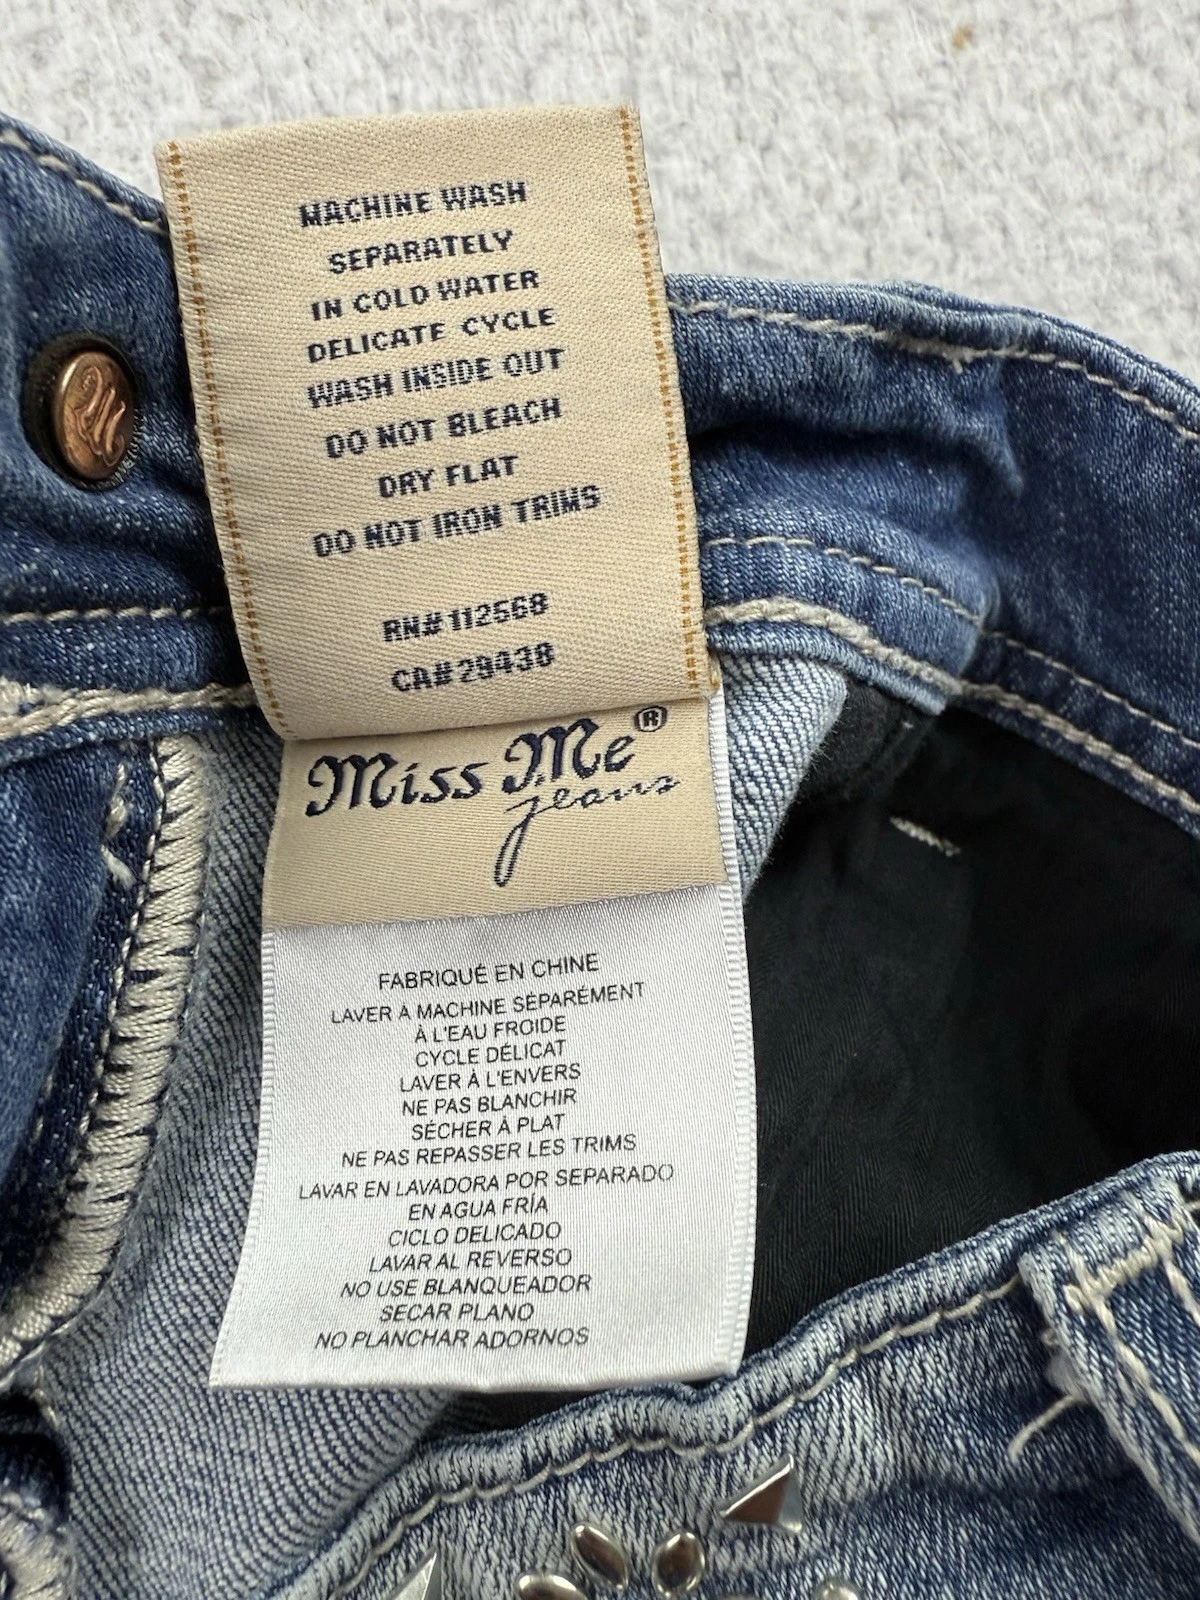 MACHINE WASH
SEPARATELY
IN COLD WATER
DELICATE CYCLE
WASH INSIDE OUT
DO NOT BLEACH
DRY FLAT
DO NOT IRON TRIMS
RN# 112568
CA# 29438
Miss Me®
jeans
FABRIQUÉ EN CHINE
LAVER À MACHINE SÉPARÉMENT
À L'EAU FROIDE
CYCLE DÉLICAT
LAVER À L'ENVERS
NE PAS BLANCHIR
SÉCHER À PLAT
NE PAS REPASSER LES TRIMS
LAVAR EN LAVADORA POR SEPARADO
EN AGUA FRÍA
CICLO DELICADO
LAVAR AL REVERSO
NO USE BLANQUEADOR
SECAR PLANO
NO PLANCHAR ADORNOS